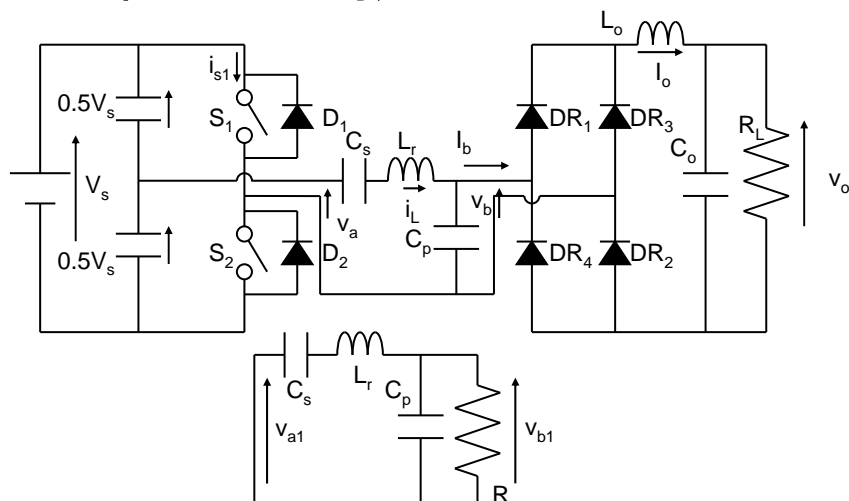 L_o
i_s1
I_o
0.5V_s
S_1
D_1
C_s
L_r
I_b
DR_1
DR_3
R_L
V_s
C_o
v_o
v_a
i_L
v_b
C_p
0.5V_s
S_2
D_2
DR_4
DR_2
C_s
L_r
C_p
v_a1
v_b1
R